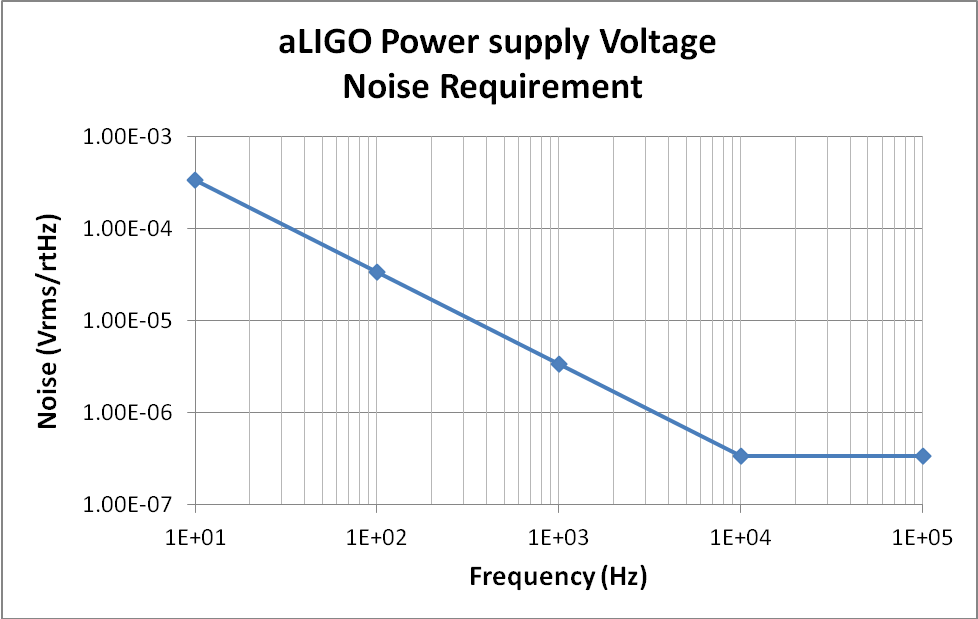 aLIGO Power supply Voltage
Noise Requirement
1.00E-03
1.00E-04
1.00E-05
1.00E-06
1.00E-07
Noise (Vrms/rtHz)
1E+01 1E+02 1E+03 1E+04 1E+05
Frequency (Hz)